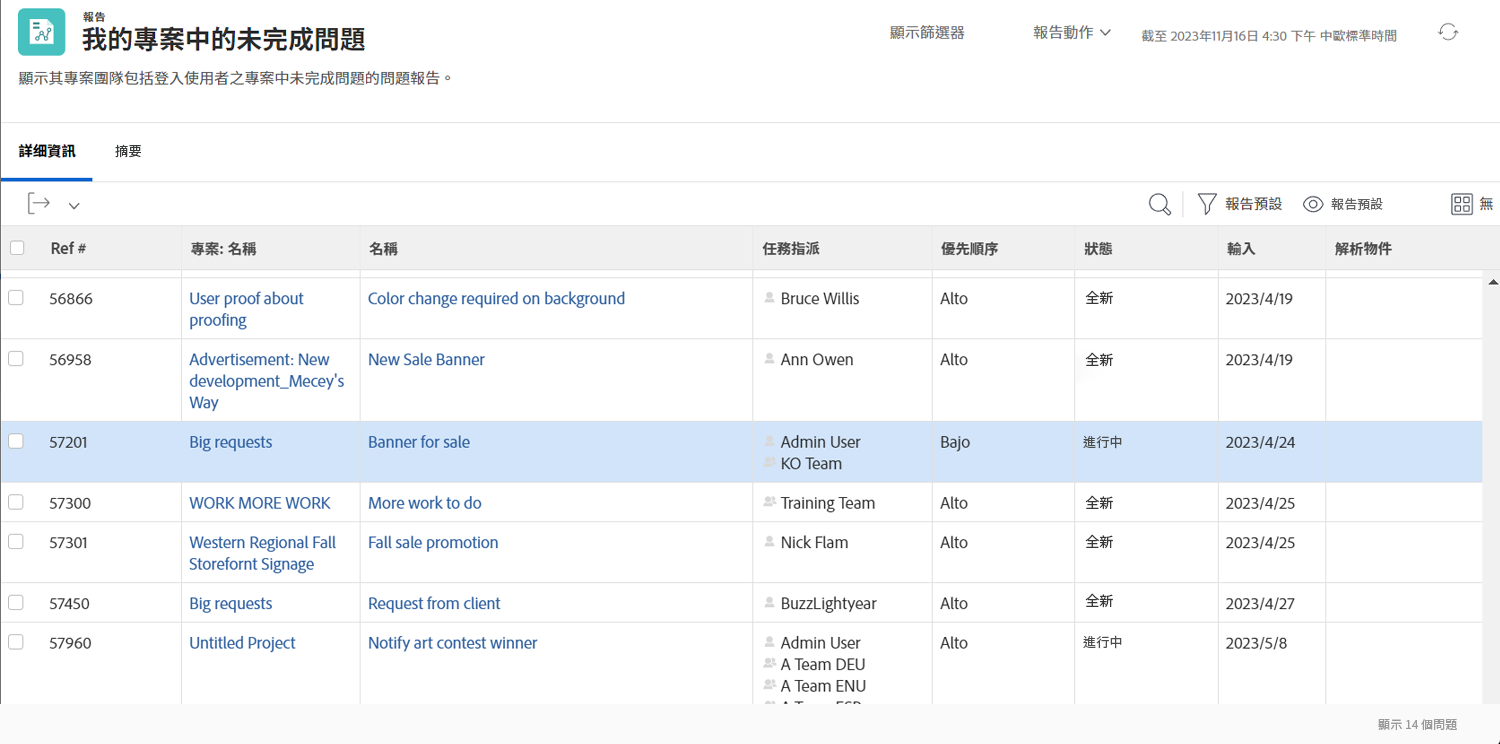 報告
我的專案中的未完成問題
顯示篩選器
報告動作
截至 2023年11月16日 4:30 下午 中歐標準時間
顯示其專案團隊包括登入使用者之專案中未完成問題的問題報告。
詳細資訊 摘要
報告預設 報告預設 無
Ref # 專案: 名稱 名稱 任務指派 優先順序 狀態 輸入 解析物件
56866 User proof about Color change required on background Bruce Willis Alto 全新 2023/4/19
proofing
56958 Advertisement: New New Sale Banner Ann Owen Alto 全新 2023/4/19
development_Mecey's
Way
57201 Big requests Banner for sale Admin User Bajo 進行中 2023/4/24
KO Team
57300 WORK MORE WORK More work to do Training Team Alto 全新 2023/4/25
57301 Western Regional Fall Fall sale promotion Nick Flam Alto 全新 2023/4/25
Storefornt Signage
57450 Big requests Request from client BuzzLightyear Alto 全新 2023/4/27
57960 Untitled Project Notify art contest winner Admin User Alto 進行中 2023/5/8
A Team DEU
A Team ENU
顯示 14 個問題